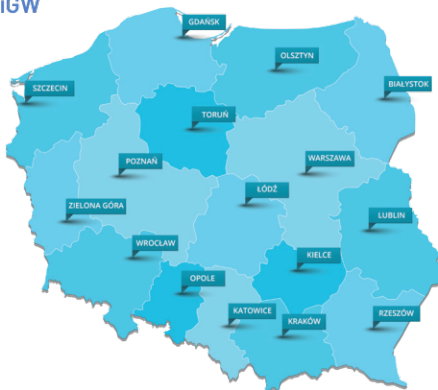 iGW
GDAŃSK
OLSZTYN
SZCZECIN
BIAŁYSTOK
TORUŃ
POZNAŃ
WARSZAWA
ZIELONA GÓRA
ŁÓDŹ
LUBLIN
WROCŁAW
KIELCE
OPOLE
KATOWICE
KRAKÓW
RZESZÓW